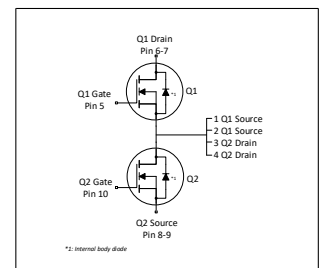 Q1 Drain
Pin 6-7
Q1 Gate
Pin 5
*1
Q1
1 Q1 Source
2 Q1 Source
3 Q2 Drain
4 Q2 Drain
Q2 Gate
Pin 10
*1
Q2
Q2 Source
Pin 8-9
*1: Internal body diode